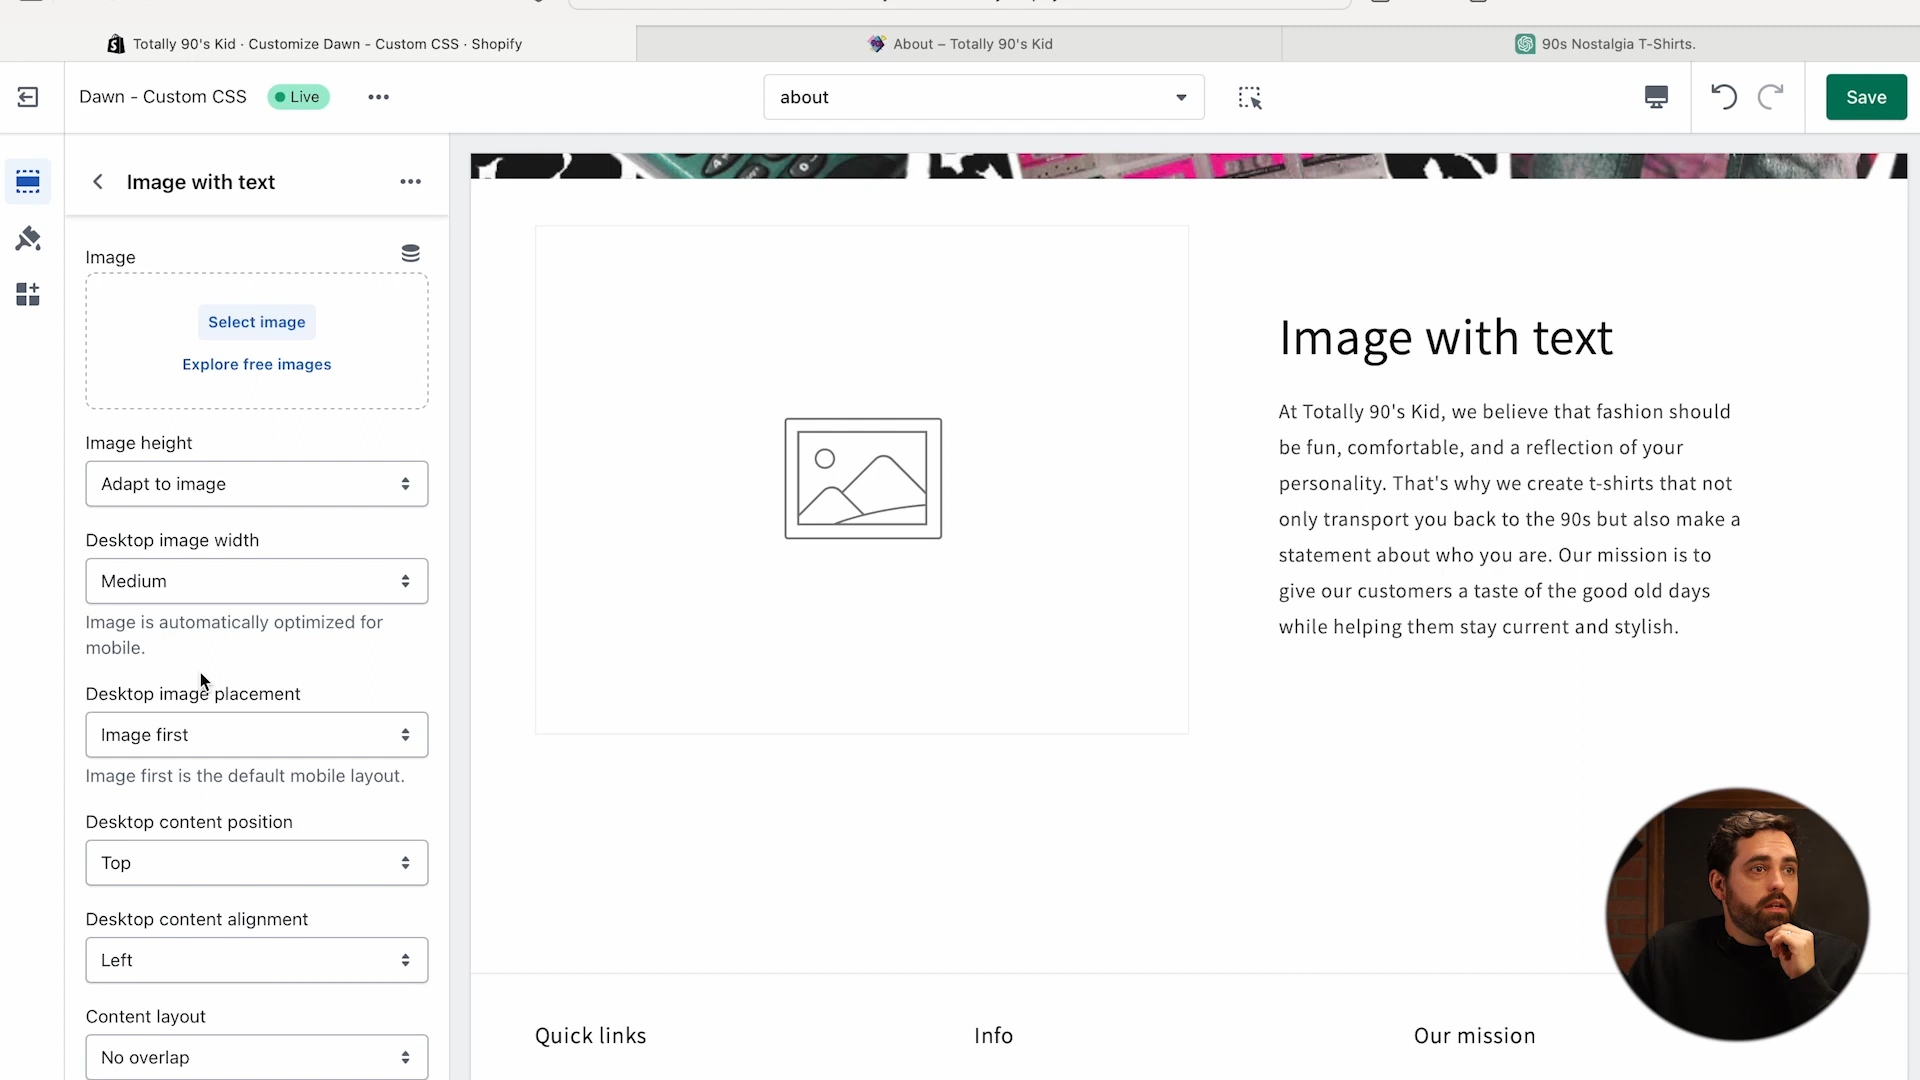 Totally 90's Kid · Customize Dawn - Custom CSS · Shopify
About – Totally 90's Kid
90s Nostalgia T-Shirts.
Dawn - Custom CSS
Live
about
Save
Image with text
Image
Select image
Explore free images
Image height
Adapt to image
Desktop image width
Medium
Image is automatically optimized for
mobile.
Desktop image placement
Image first
Image first is the default mobile layout.
Desktop content position
Top
Desktop content alignment
Left
Content layout
No overlap
Image with text
At Totally 90's Kid, we believe that fashion should
be fun, comfortable, and a reflection of your
personality. That's why we create t-shirts that not
only transport you back to the 90s but also make a
statement about who you are. Our mission is to
give our customers a taste of the good old days
while helping them stay current and stylish.
Quick links
Info
Our mission